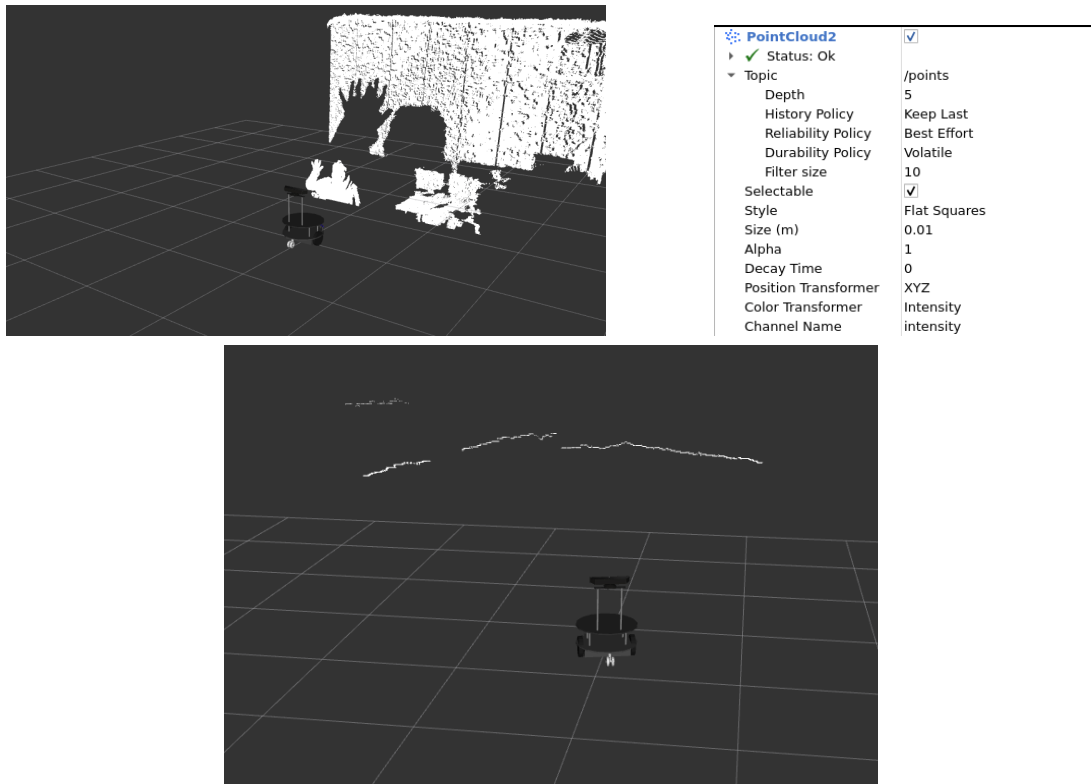 PointCloud2
Status: Ok
Topic /points
Depth 5
History Policy Keep Last
Reliability Policy Best Effort
Durability Policy Volatile
Filter size 10
Selectable
Style Flat Squares
Size (m) 0.01
Alpha 1
Decay Time 0
Position Transformer XYZ
Color Transformer Intensity
Channel Name intensity